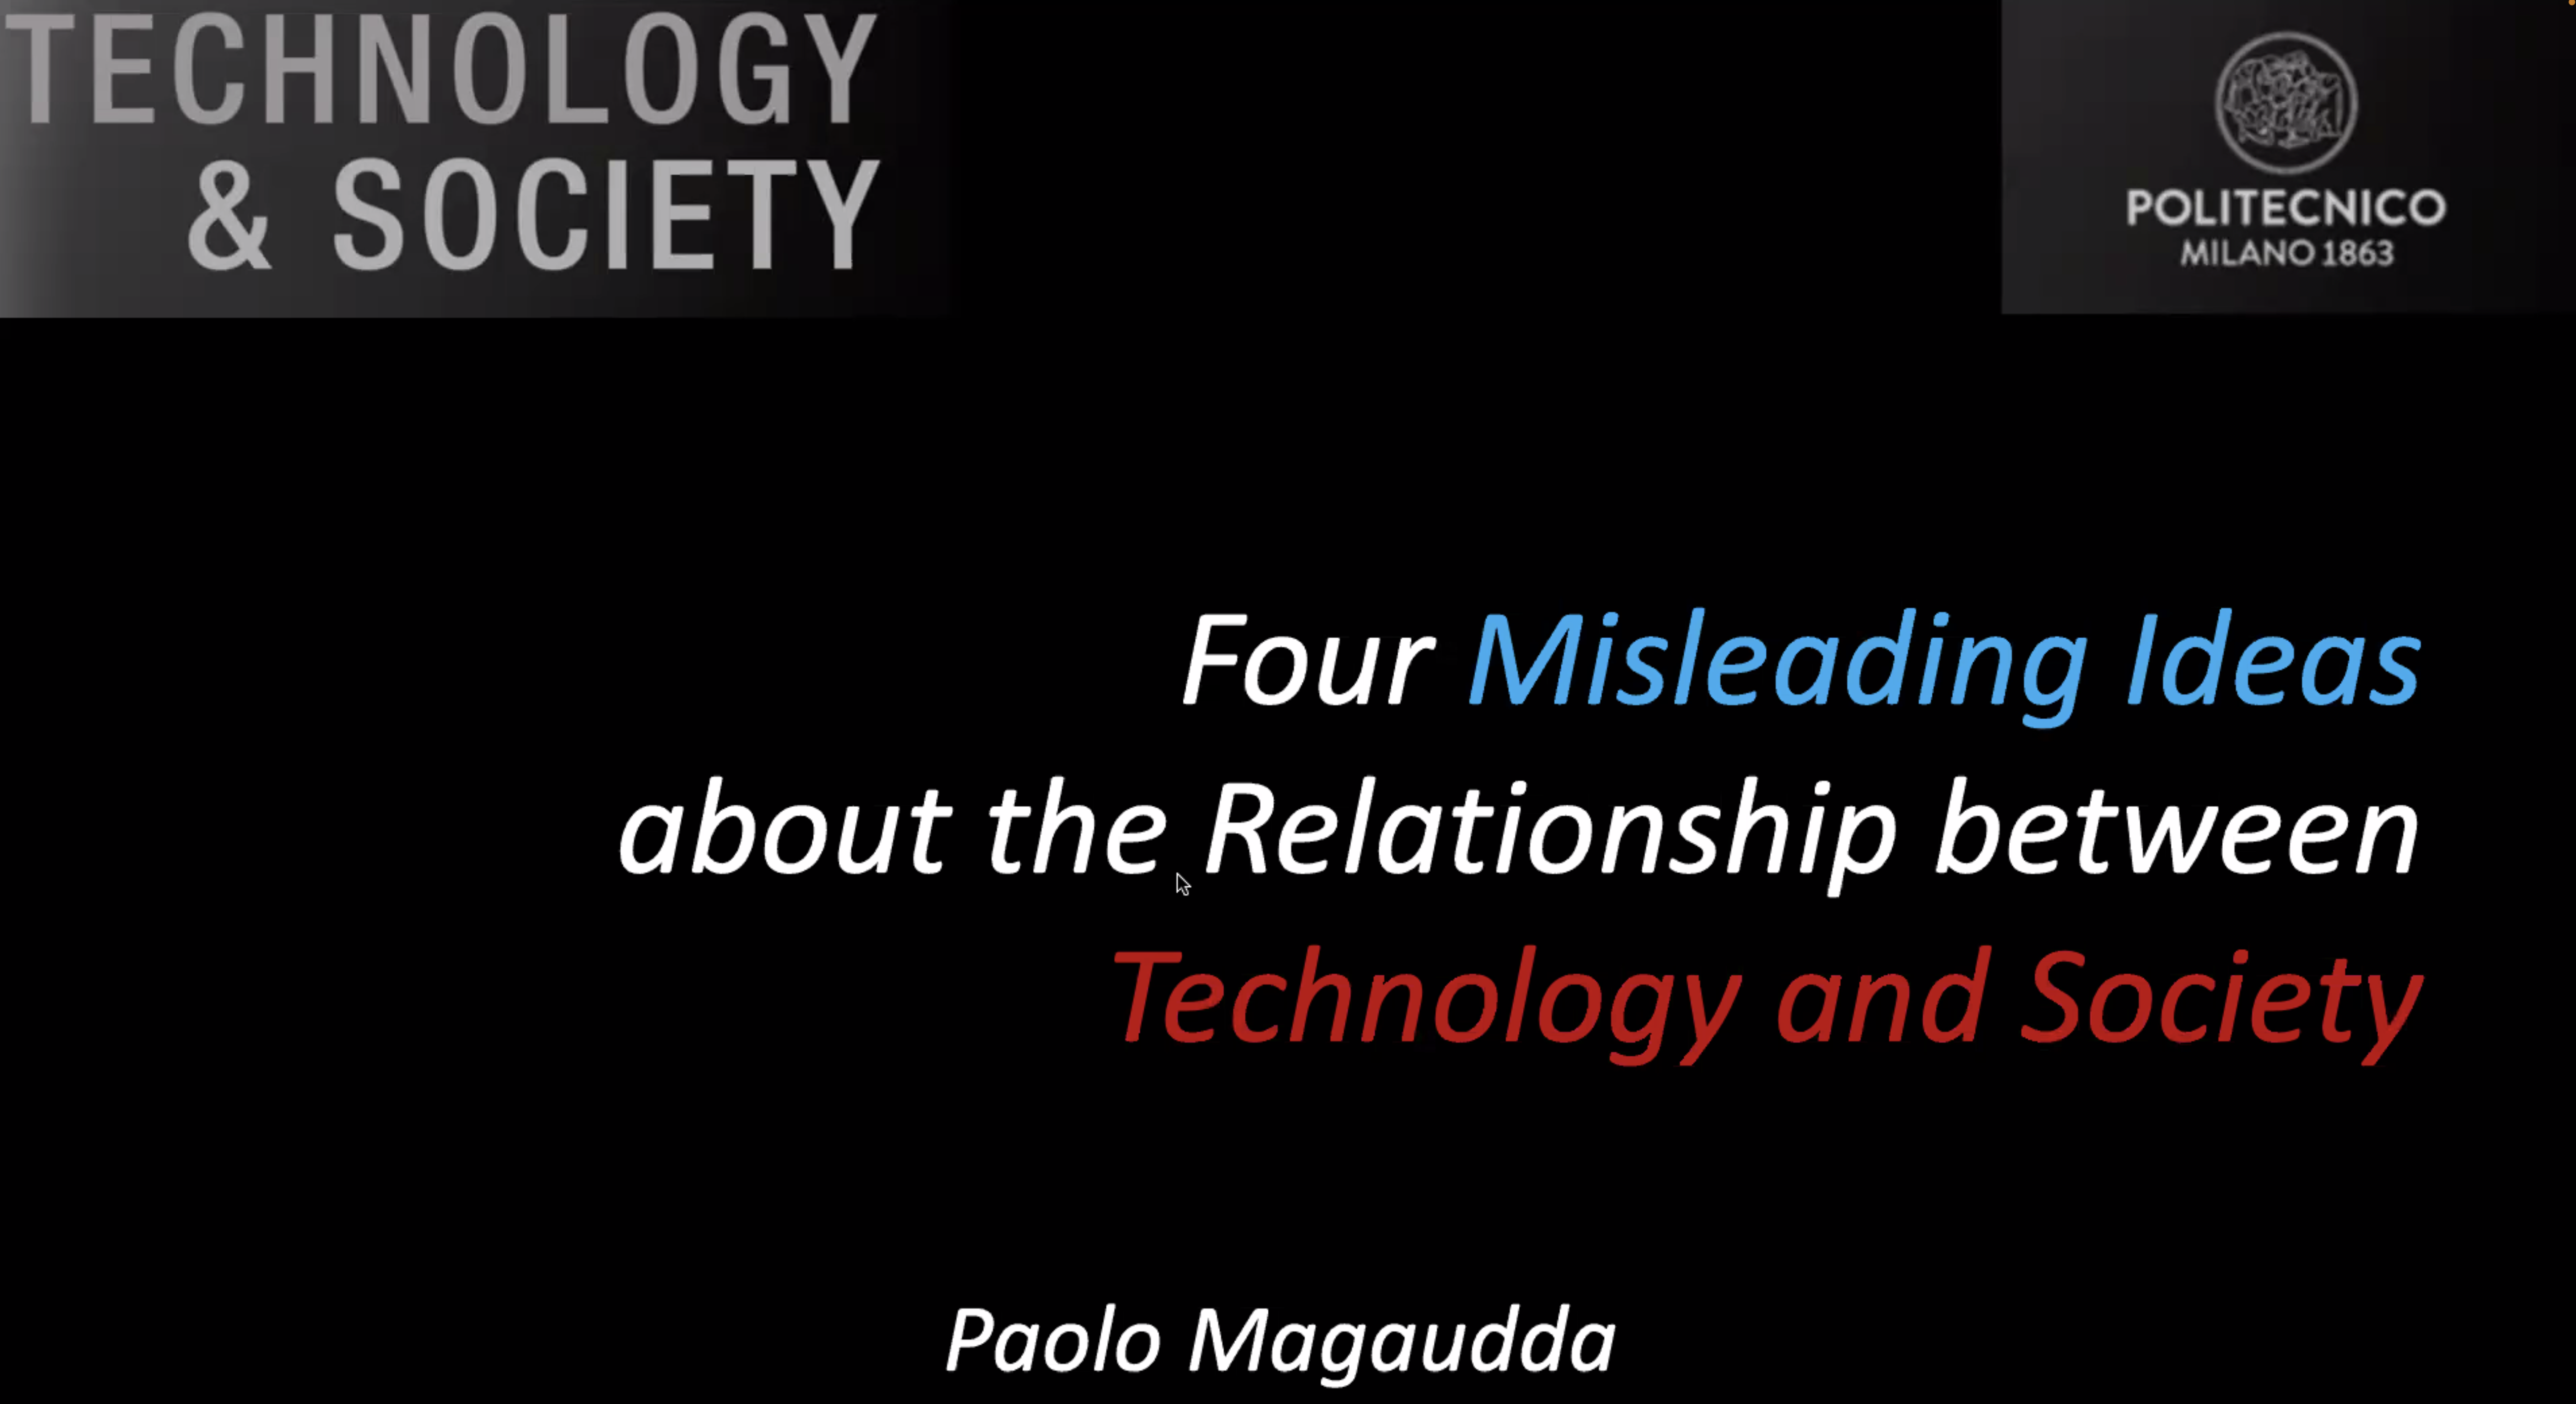 TECHNOLOGY
& SOCIETY
POLITECNICO
MILANO 1863
Four Misleading Ideas
about the Relationship between
Technology and Society
Paolo Magaudda